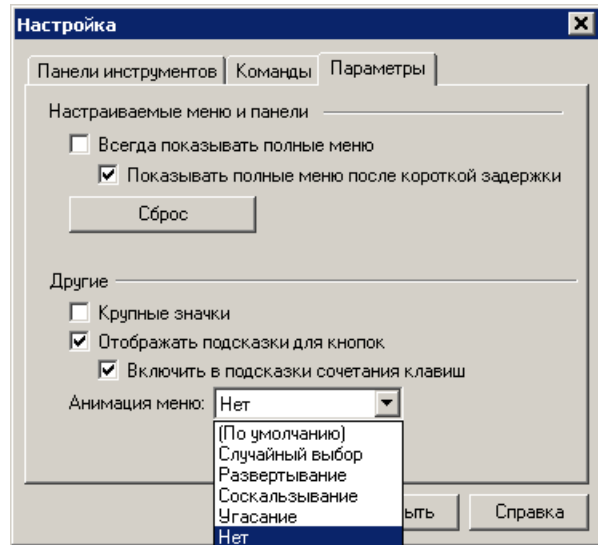 Настройка
Панели инструментов Команды Параметры
Настраиваемые меню и панели
Всегда показывать полные меню
Показывать полные меню после короткой задержки
Сброс
Другие
Крупные значки
Отображать подсказки для кнопок
Включить в подсказки сочетания клавиш
Анимация меню: Нет
(По умолчанию)
Случайный выбор
Развертывание
Соскальзывание
Угасание
ыть Справка
Нет